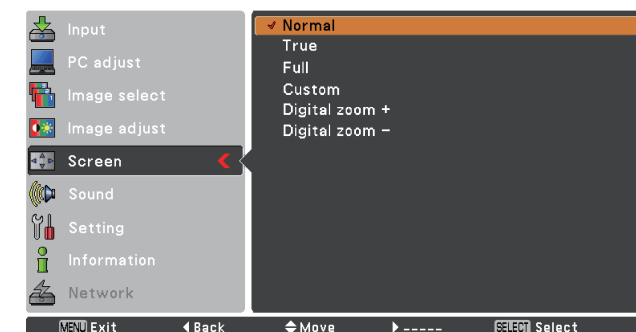 Input
PC adjust
Image select
Image adjust
Screen
Sound
Setting
Information
Network
Normal
True
Full
Custom
Digital zoom +
Digital zoom –
MENU Exit ◀Back ◆Move ▶----- SELECT Select